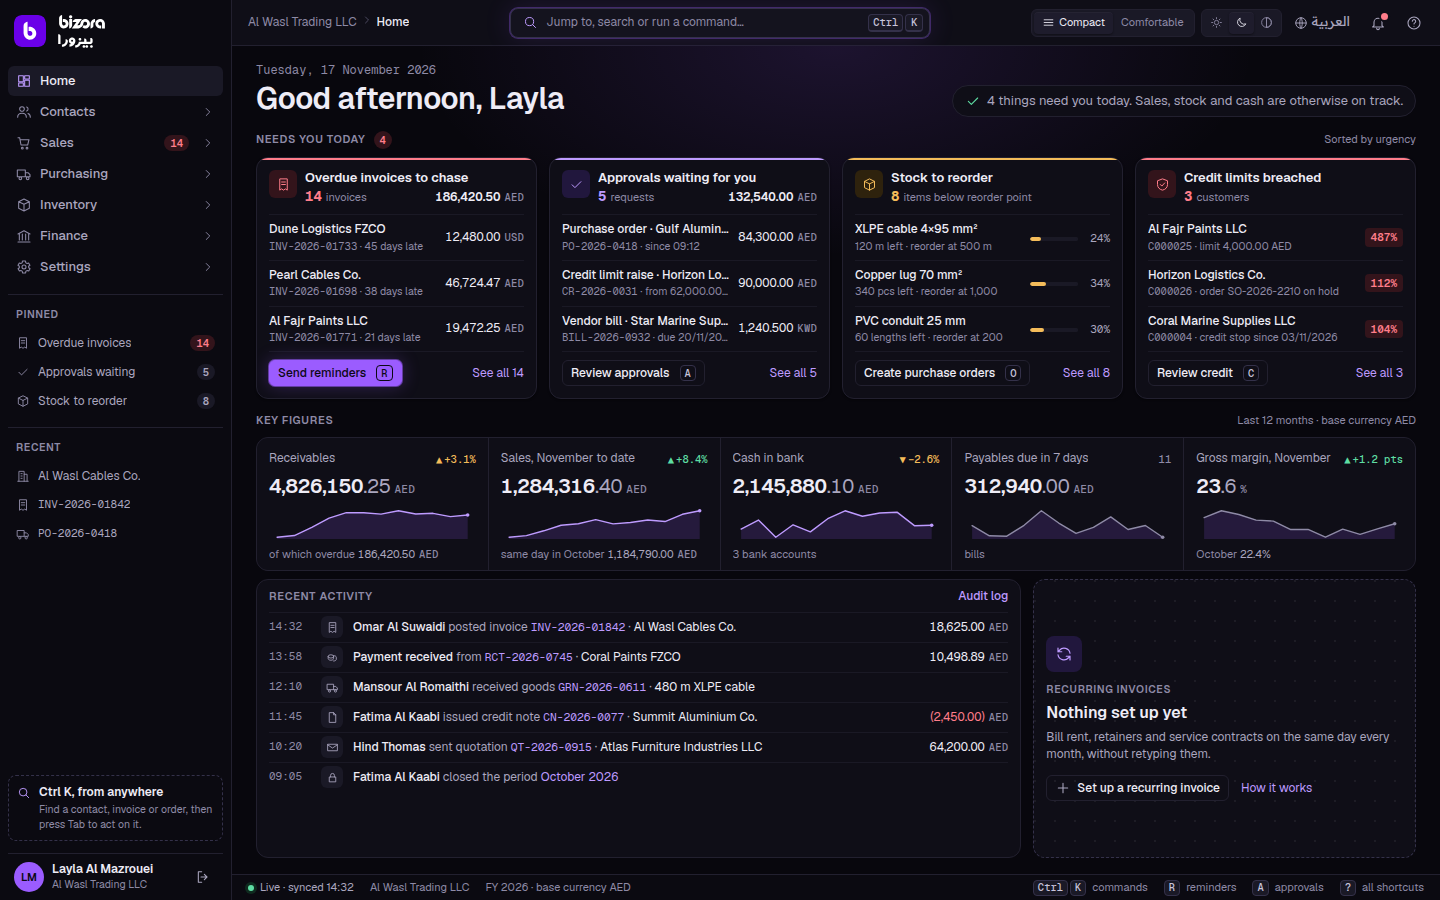 bizora
بيزورا
Al Wasl Trading LLC > Home
Jump to, search or run a command... Ctrl K
Compact Comfortable
العربية
Home
Contacts
Sales 14
Purchasing
Inventory
Finance
Settings
PINNED
Overdue invoices 14
Approvals waiting 5
Stock to reorder 8
RECENT
Al Wasl Cables Co.
INV-2026-01842
PO-2026-0418
Ctrl K, from anywhere
Find a contact, invoice or order, then
press Tab to act on it.
LM
Layla Al Mazrouei
Al Wasl Trading LLC
Tuesday, 17 November 2026
Good afternoon, Layla
4 things need you today. Sales, stock and cash are otherwise on track.
NEEDS YOU TODAY 4
Sorted by urgency
Overdue invoices to chase
14 invoices 186,420.50 AED
Dune Logistics FZCO
INV-2026-01733 · 45 days late
12,480.00 USD
Pearl Cables Co.
INV-2026-01698 · 38 days late
46,724.47 AED
Al Fajr Paints LLC
INV-2026-01771 · 21 days late
19,472.25 AED
Send reminders R
See all 14
Approvals waiting for you
5 requests 132,540.00 AED
Purchase order · Gulf Alumin...
PO-2026-0418 · since 09:12
84,300.00 AED
Credit limit raise · Horizon Lo...
CR-2026-0031 · from 62,000.00...
90,000.00 AED
Vendor bill · Star Marine Sup...
BILL-2026-0932 · due 20/11/20...
1,240.500 KWD
Review approvals A
See all 5
Stock to reorder
8 items below reorder point
XLPE cable 4×95 mm²
120 m left · reorder at 500 m
24%
Copper lug 70 mm²
340 pcs left · reorder at 1,000
34%
PVC conduit 25 mm
60 lengths left · reorder at 200
30%
Create purchase orders O
See all 8
Credit limits breached
3 customers
Al Fajr Paints LLC
C000025 · limit 4,000.00 AED
487%
Horizon Logistics Co.
C000026 · order SO-2026-2210 on hold
112%
Coral Marine Supplies LLC
C000004 · credit stop since 03/11/2026
104%
Review credit C
See all 3
KEY FIGURES
Last 12 months · base currency AED
Receivables ▲+3.1%
4,826,150.25 AED
of which overdue 186,420.50 AED
Sales, November to date ▲+8.4%
1,284,316.40 AED
same day in October 1,184,790.00 AED
Cash in bank ▼−2.6%
2,145,880.10 AED
3 bank accounts
Payables due in 7 days 11
312,940.00 AED
bills
Gross margin, November ▲+1.2 pts
23.6 %
October 22.4%
RECENT ACTIVITY
Audit log
14:32 Omar Al Suwaidi posted invoice INV-2026-01842 · Al Wasl Cables Co. 18,625.00 AED
13:58 Payment received from RCT-2026-0745 · Coral Paints FZCO 10,498.89 AED
12:10 Mansour Al Romaithi received goods GRN-2026-0611 · 480 m XLPE cable
11:45 Fatima Al Kaabi issued credit note CN-2026-0077 · Summit Aluminium Co. (2,450.00) AED
10:20 Hind Thomas sent quotation QT-2026-0915 · Atlas Furniture Industries LLC 64,200.00 AED
09:05 Fatima Al Kaabi closed the period October 2026
RECURRING INVOICES
Nothing set up yet
Bill rent, retainers and service contracts on the same day every
month, without retyping them.
Set up a recurring invoice
How it works
Live · synced 14:32 Al Wasl Trading LLC FY 2026 · base currency AED
Ctrl K commands R reminders A approvals ? all shortcuts